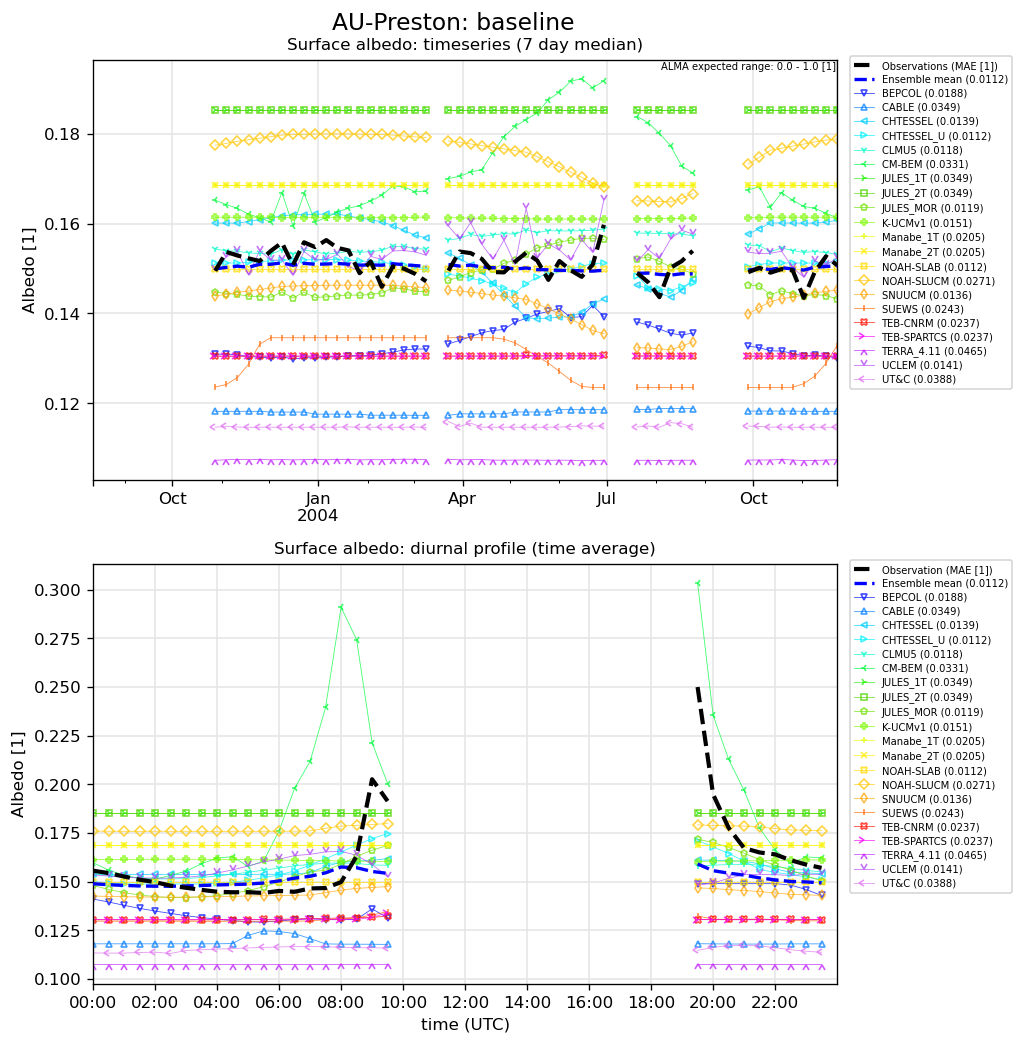 AU-Preston: baseline
Surface albedo: timeseries (7 day median)
ALMA expected range: 0.0 - 1.0 [1]
0.18
0.16
0.14
0.12
Albedo [1]
Oct
Jan
2004
Apr
Jul
Oct
Observations (MAE [1])
Ensemble mean (0.0112)
BEPCOL (0.0188)
CABLE (0.0349)
CHTESSEL (0.0139)
CHTESSEL_U (0.0112)
CLMU5 (0.0118)
CM-BEM (0.0331)
JULES_1T (0.0349)
JULES_2T (0.0349)
JULES_MOR (0.0119)
K-UCMv1 (0.0151)
Manabe_1T (0.0205)
Manabe_2T (0.0205)
NOAH-SLAB (0.0112)
NOAH-SLUCM (0.0271)
SNUUCM (0.0136)
SUEWS (0.0243)
TEB-CNRM (0.0237)
TEB-SPARTCS (0.0237)
TERRA_4.11 (0.0465)
UCLEM (0.0141)
UT&C (0.0388)
Surface albedo: diurnal profile (time average)
0.300
0.275
0.250
0.225
0.200
0.175
0.150
0.125
0.100
Albedo [1]
00:00
02:00
04:00
06:00
08:00
10:00
12:00
14:00
16:00
18:00
20:00
22:00
time (UTC)
Observation (MAE [1])
Ensemble mean (0.0112)
BEPCOL (0.0188)
CABLE (0.0349)
CHTESSEL (0.0139)
CHTESSEL_U (0.0112)
CLMU5 (0.0118)
CM-BEM (0.0331)
JULES_1T (0.0349)
JULES_2T (0.0349)
JULES_MOR (0.0119)
K-UCMv1 (0.0151)
Manabe_1T (0.0205)
Manabe_2T (0.0205)
NOAH-SLAB (0.0112)
NOAH-SLUCM (0.0271)
SNUUCM (0.0136)
SUEWS (0.0243)
TEB-CNRM (0.0237)
TEB-SPARTCS (0.0237)
TERRA_4.11 (0.0465)
UCLEM (0.0141)
UT&C (0.0388)